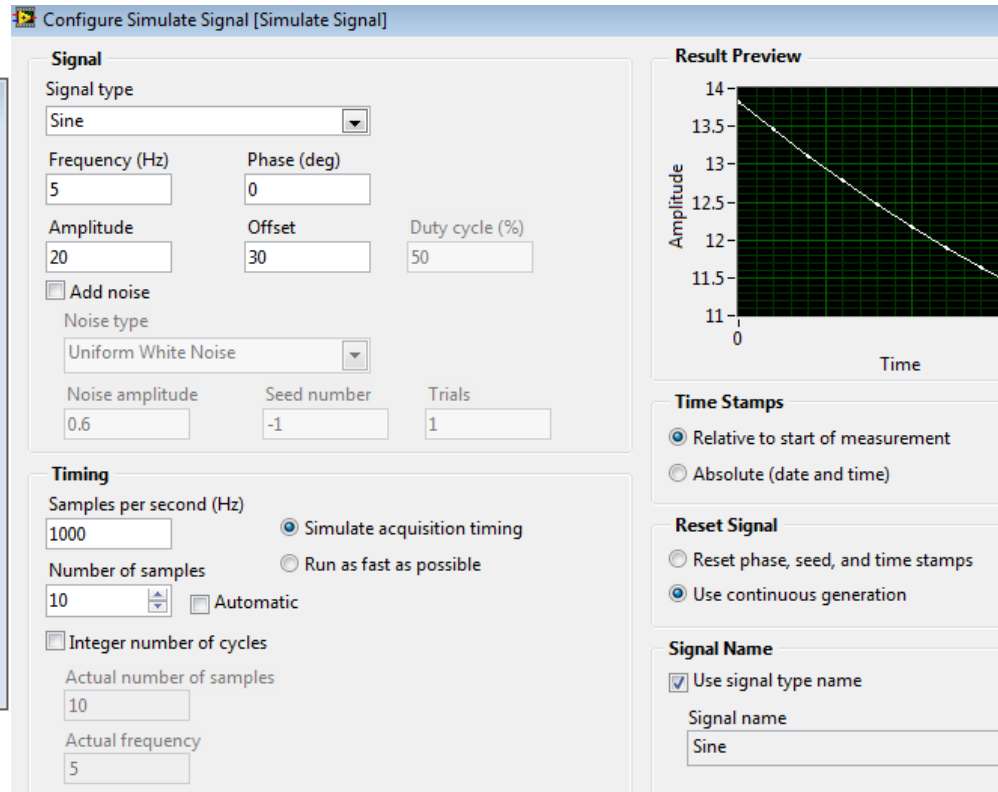 Configure Simulate Signal [Simulate Signal]
Signal
Signal type
Sine
Frequency (Hz) Phase (deg)
5 0
Amplitude Offset Duty cycle (%)
20 30 50
Add noise
Noise type
Uniform White Noise
Noise amplitude Seed number Trials
0.6 -1 1
Timing
Samples per second (Hz)
1000
Simulate acquisition timing
Run as fast as possible
Number of samples
10
Automatic
Integer number of cycles
Actual number of samples
10
Actual frequency
5
Result Preview
14
13.5
13
12.5
12
11.5
11
Amplitude
0
Time
Time Stamps
Relative to start of measurement
Absolute (date and time)
Reset Signal
Reset phase, seed, and time stamps
Use continuous generation
Signal Name
Use signal type name
Signal name
Sine